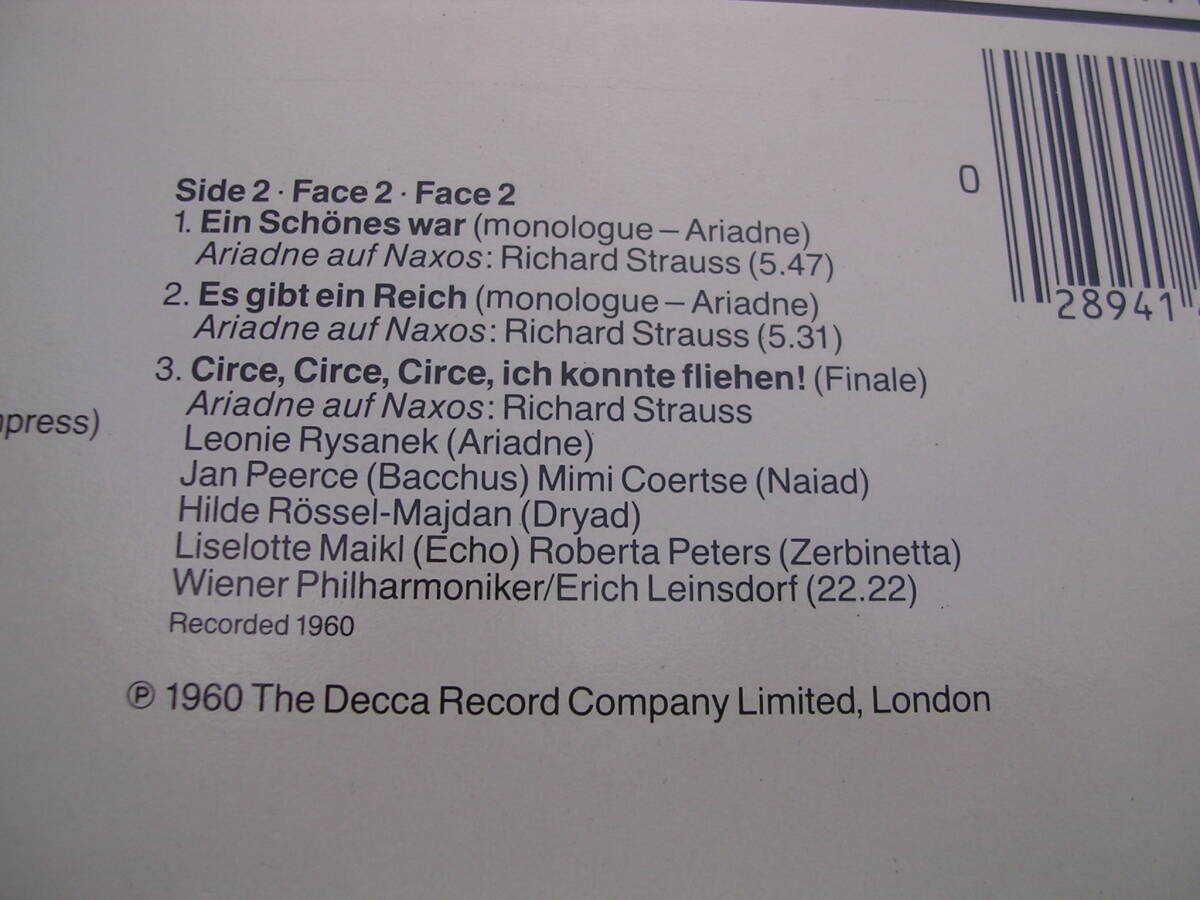 Side 2 · Face 2 · Face 2
1. Ein Schönes war (monologue – Ariadne)
Ariadne auf Naxos: Richard Strauss (5.47)
2. Es gibt ein Reich (monologue – Ariadne)
Ariadne auf Naxos: Richard Strauss (5.31)
3. Circe, Circe, Circe, ich konnte fliehen! (Finale)
Ariadne auf Naxos: Richard Strauss
Leonie Rysanek (Ariadne)
Jan Peerce (Bacchus) Mimi Coertse (Naiad)
Hilde Rössel-Majdan (Dryad)
Liselotte Maikl (Echo) Roberta Peters (Zerbinetta)
Wiener Philharmoniker/Erich Leinsdorf (22.22)
Recorded 1960
℗ 1960 The Decca Record Company Limited, London
press)
0
28941